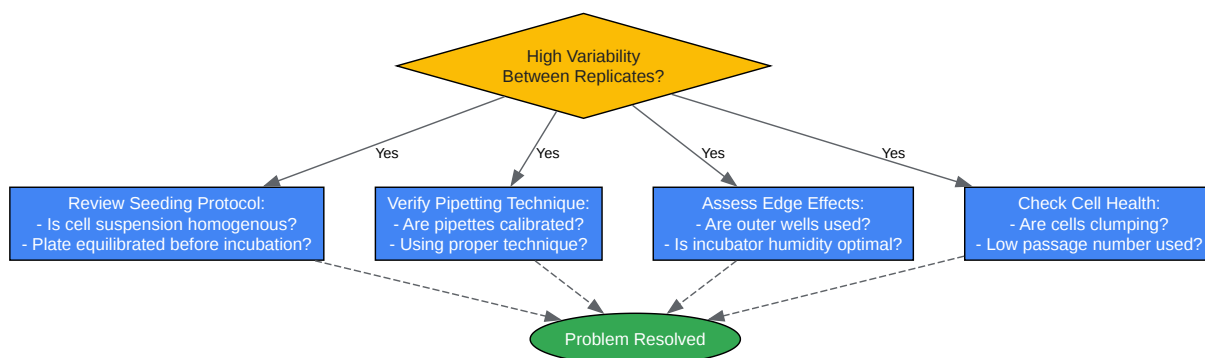 High Variability
Between Replicates?
Yes
Yes
Yes
Yes
Review Seeding Protocol:
- Is cell suspension homogenous?
- Plate equilibrated before incubation?
Verify Pipetting Technique:
- Are pipettes calibrated?
- Using proper technique?
Assess Edge Effects:
- Are outer wells used?
- Is incubator humidity optimal?
Check Cell Health:
- Are cells clumping?
- Low passage number used?
Problem Resolved